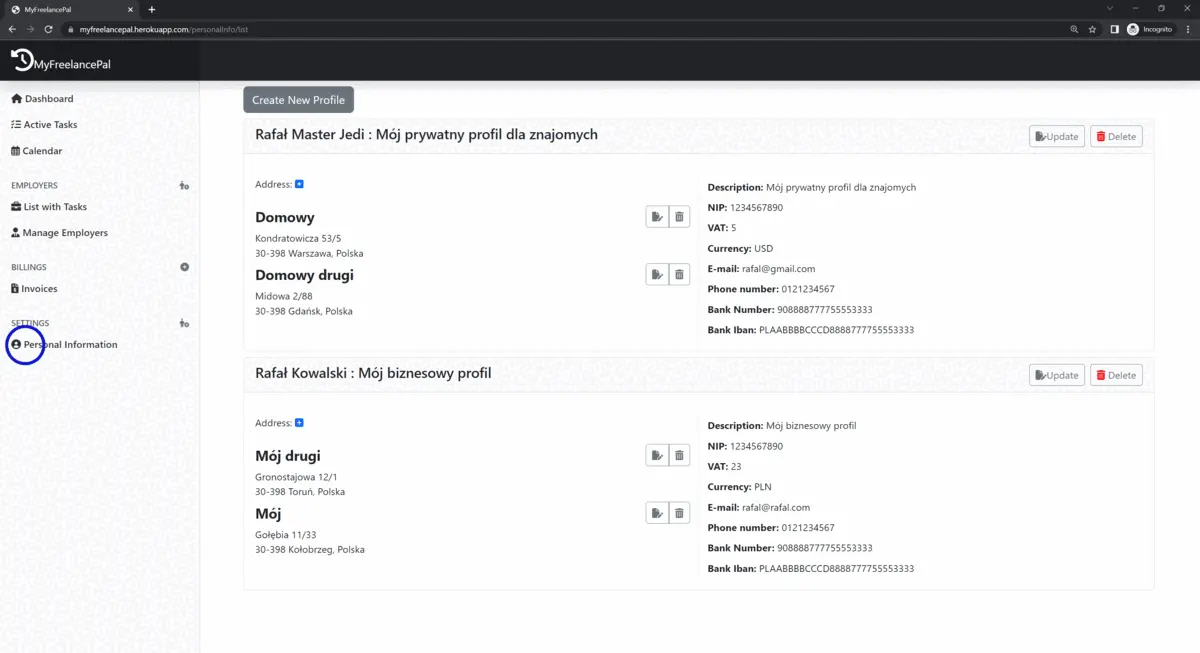 MyFreelancePal
myfreelancepal.herokuapp.com/personalInfo/list
Incognito
MyFreelancePal
Dashboard
Active Tasks
Calendar
EMPLOYERS
List with Tasks
Manage Employers
BILLINGS
Invoices
SETTINGS
Personal Information
Create New Profile
Rafał Master Jedi : Mój prywatny profil dla znajomych
Update
Delete
Address:
Domowy
Kondratowicza 53/5
30-398 Warszawa, Polska
Domowy drugi
Midowa 2/88
30-398 Gdańsk, Polska
Description: Mój prywatny profil dla znajomych
NIP: 1234567890
VAT: 5
Currency: USD
E-mail: rafal@gmail.com
Phone number: 0121234567
Bank Number: 908888777755553333
Bank Iban: PLAABBBBCCCD8888777755553333
Rafał Kowalski : Mój biznesowy profil
Update
Delete
Address:
Mój drugi
Gronostajowa 12/1
30-398 Toruń, Polska
Mój
Gołębia 11/33
30-398 Kołobrzeg, Polska
Description: Mój biznesowy profil
NIP: 1234567890
VAT: 23
Currency: PLN
E-mail: rafal@rafal.com
Phone number: 0121234567
Bank Number: 908888777755553333
Bank Iban: PLAABBBBCCCD8888777755553333